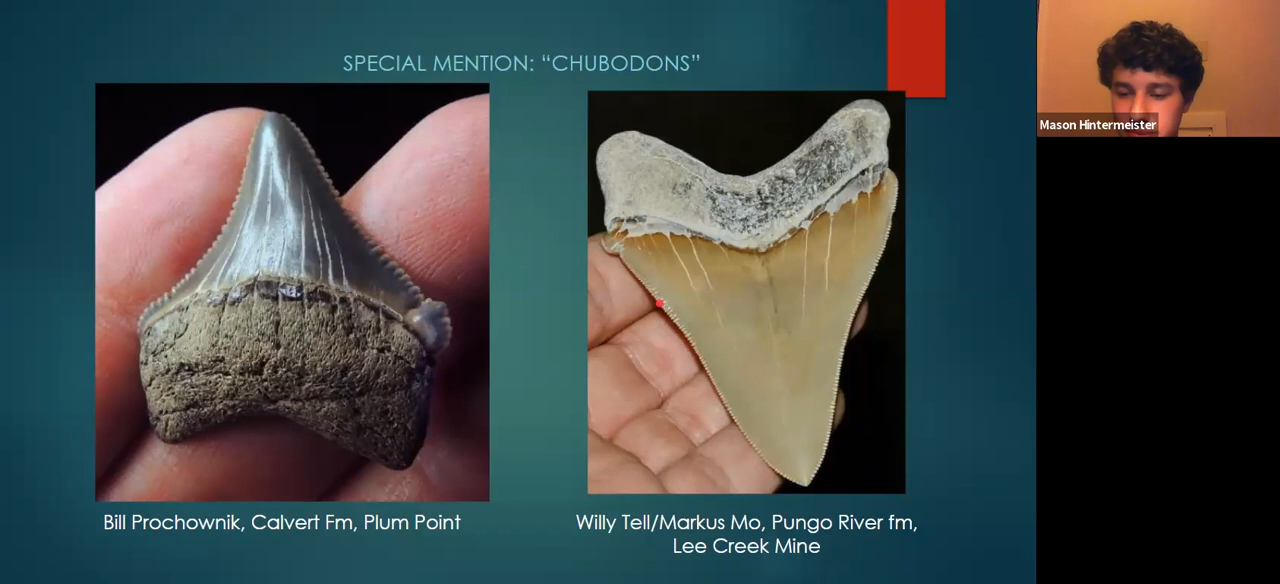 SPECIAL MENTION: “CHUBODONS”
Mason Hintermeister
Bill Prochownik, Calvert Fm, Plum Point
Willy Tell/Markus Mo, Pungo River fm,
Lee Creek Mine